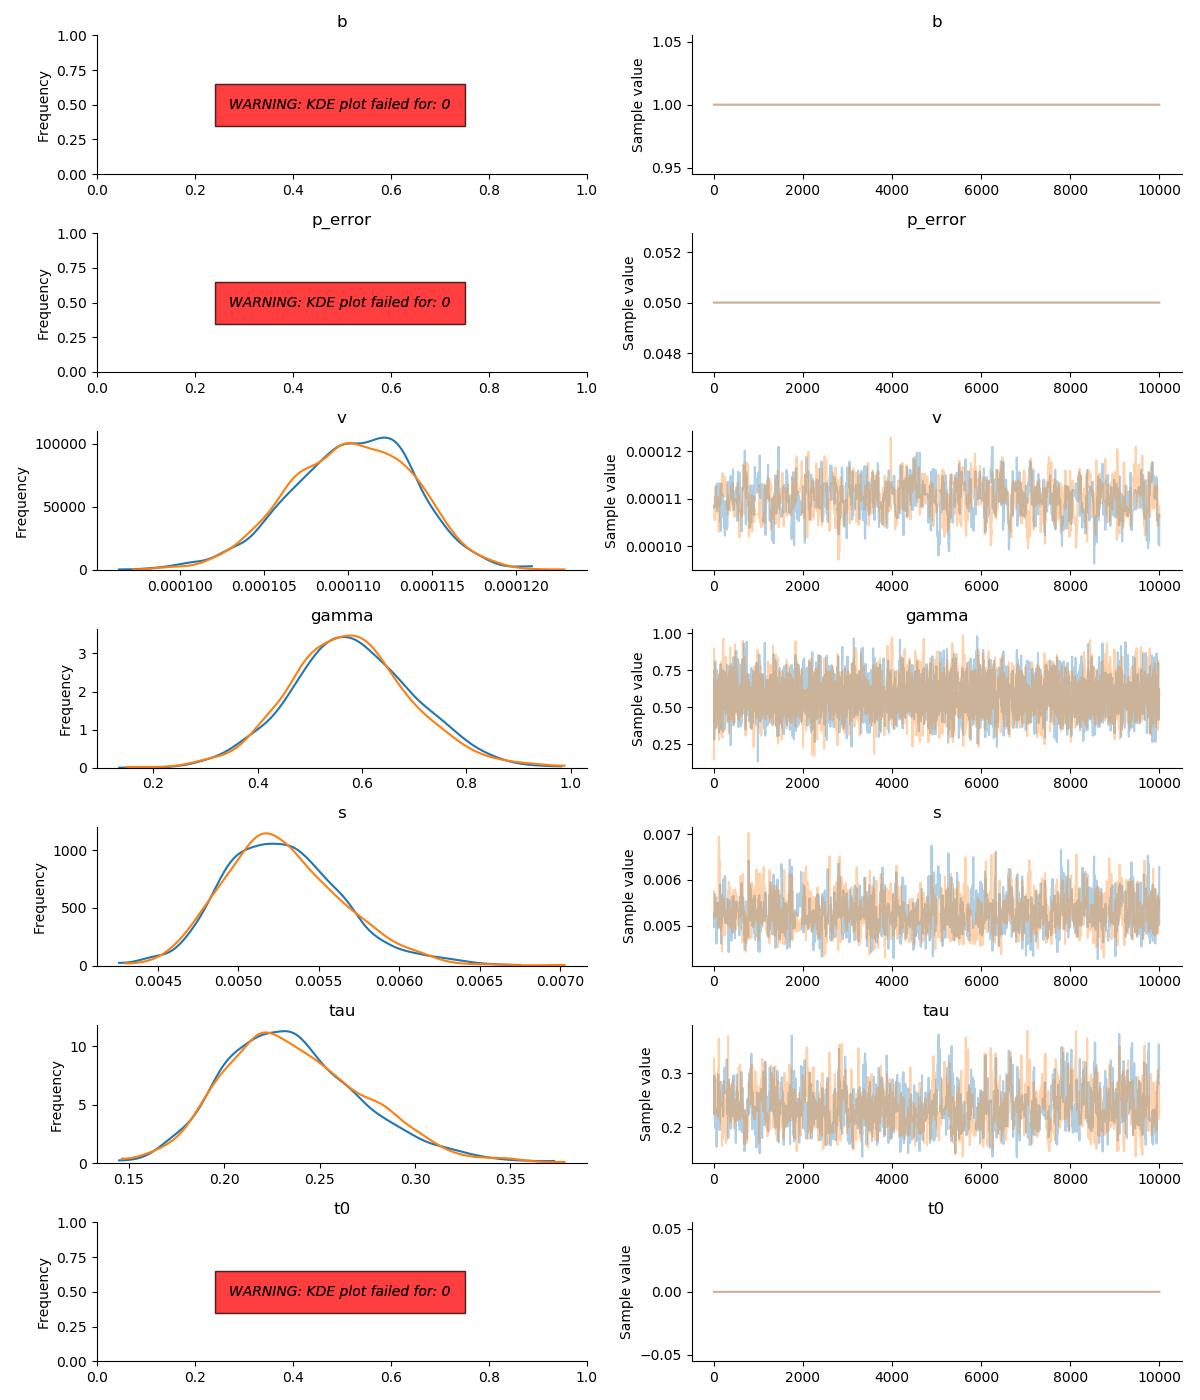 b
b
1.00
0.75
0.50
0.25
0.00
Frequency
WARNING: KDE plot failed for: 0
0.0 0.2 0.4 0.6 0.8 1.0
1.05
1.00
0.95
Sample value
0 2000 4000 6000 8000 10000
p_error
p_error
1.00
0.75
0.50
0.25
0.00
Frequency
WARNING: KDE plot failed for: 0
0.0 0.2 0.4 0.6 0.8 1.0
0.052
0.050
0.048
Sample value
0 2000 4000 6000 8000 10000
v
v
100000
50000
0
Frequency
0.000100 0.000105 0.000110 0.000115 0.000120
0.00012
0.00011
0.00010
Sample value
0 2000 4000 6000 8000 10000
gamma
gamma
3
2
1
0
Frequency
0.2 0.4 0.6 0.8 1.0
1.00
0.75
0.50
0.25
Sample value
0 2000 4000 6000 8000 10000
s
s
1000
500
0
Frequency
0.0045 0.0050 0.0055 0.0060 0.0065 0.0070
0.007
0.006
0.005
Sample value
0 2000 4000 6000 8000 10000
tau
tau
10
5
0
Frequency
0.15 0.20 0.25 0.30 0.35
0.3
0.2
Sample value
0 2000 4000 6000 8000 10000
t0
t0
1.00
0.75
0.50
0.25
0.00
Frequency
WARNING: KDE plot failed for: 0
0.0 0.2 0.4 0.6 0.8 1.0
0.05
0.00
−0.05
Sample value
0 2000 4000 6000 8000 10000